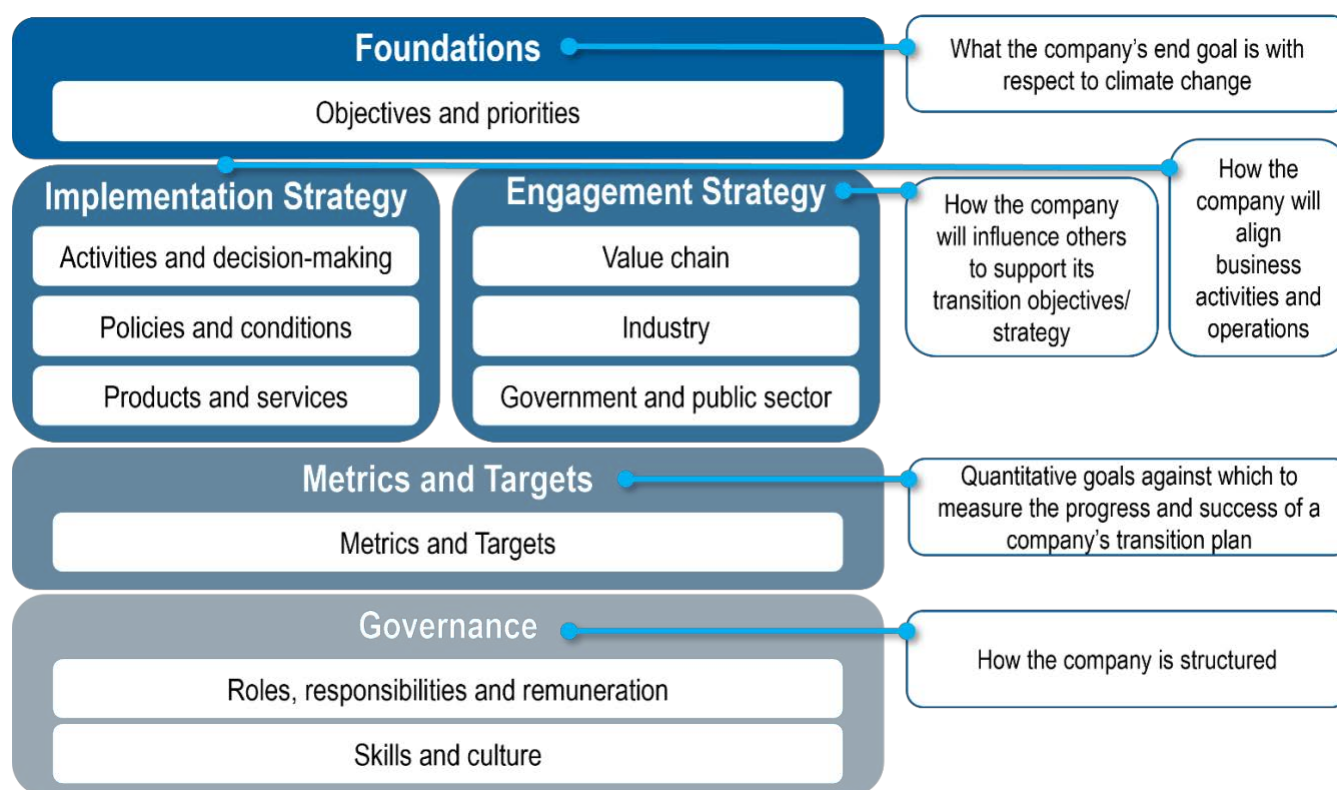 Foundations
Objectives and priorities
What the company's end goal is with
respect to climate change
Implementation Strategy
Activities and decision-making
Policies and conditions
Products and services
Engagement Strategy
Value chain
Industry
Government and public sector
How the company
will influence others
to support its
transition objectives/
strategy
How the
company will
align
business
activities and
operations
Metrics and Targets
Metrics and Targets
Quantitative goals against which to
measure the progress and success of a
company's transition plan
Governance
Roles, responsibilities and remuneration
Skills and culture
How the company is structured